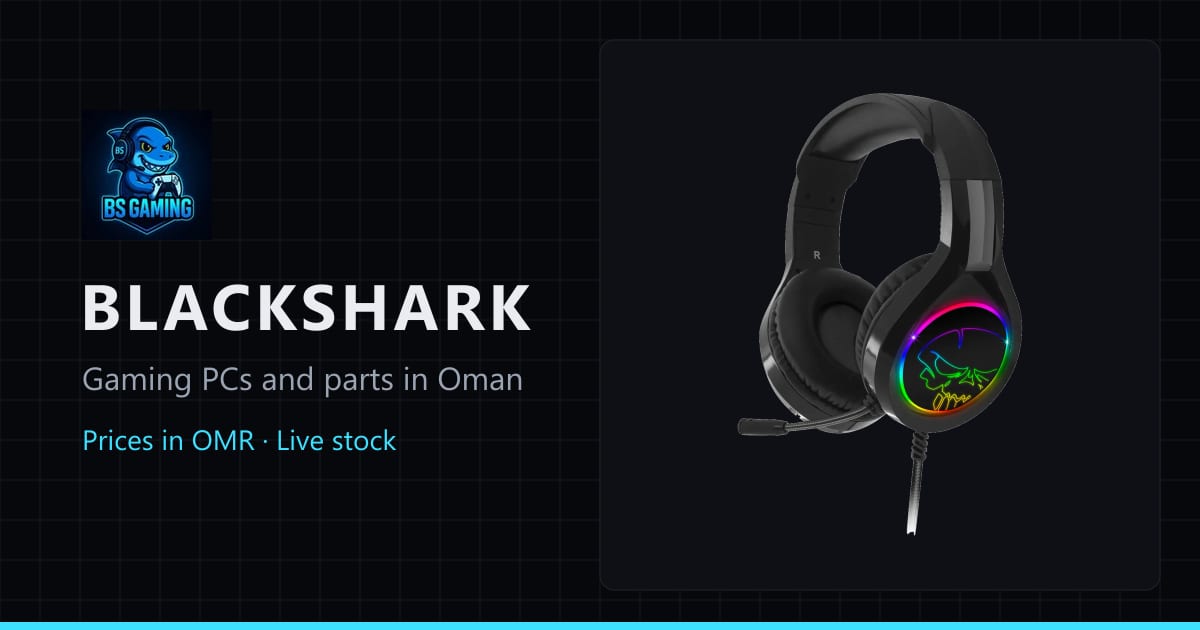 BS
BS GAMING
BLACKSHARK
Gaming PCs and parts in Oman
Prices in OMR · Live stock
R